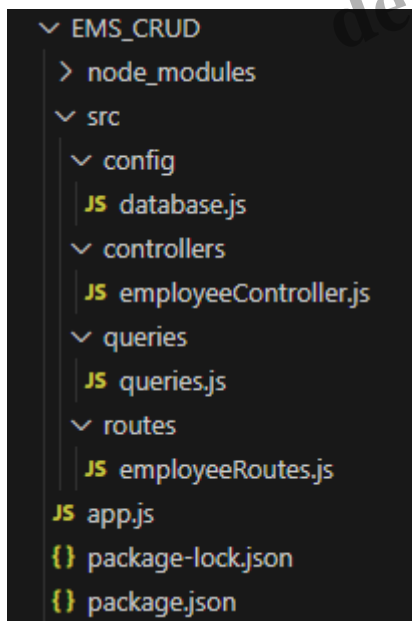 EMS_CRUD
node_modules
src
config
JS database.js
controllers
JS employeeController.js
queries
JS queries.js
routes
JS employeeRoutes.js
JS app.js
{} package-lock.json
{} package.json